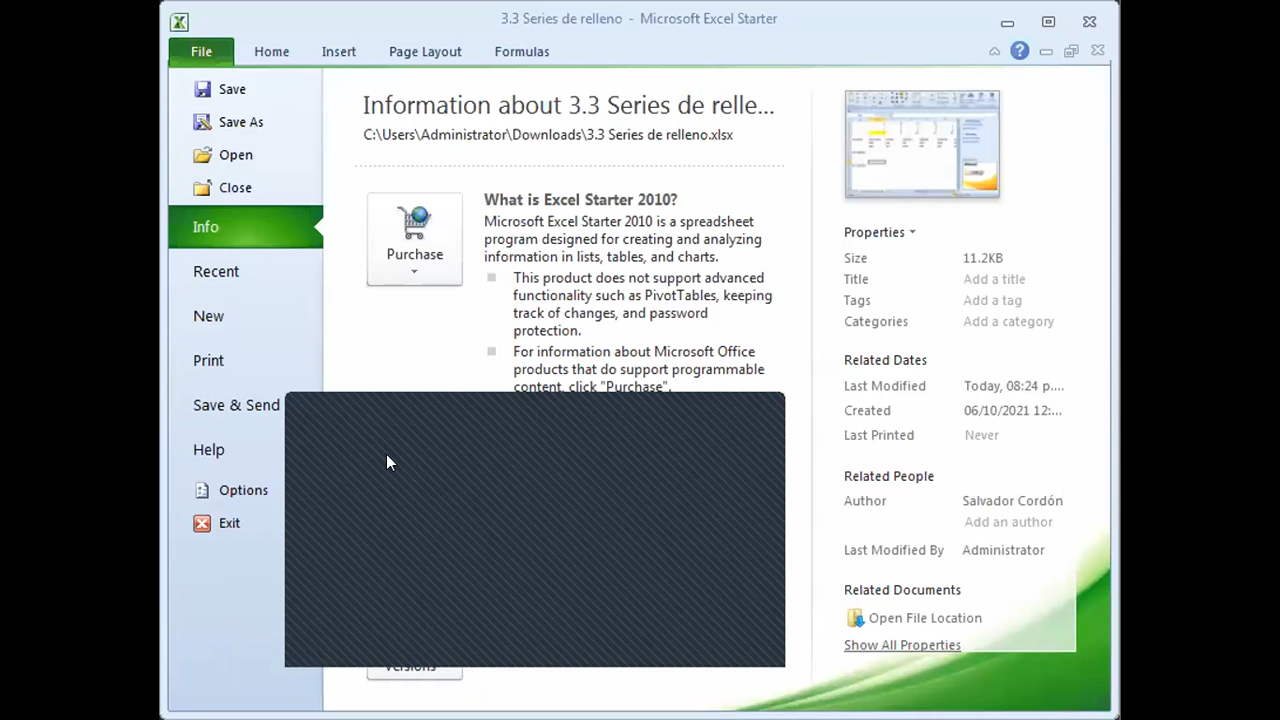 3.3 Series de relleno - Microsoft Excel Starter
File Home Insert Page Layout Formulas
Save
Save As
Open
Close
Info
Recent
New
Print
Save & Send
Help
Options
Exit
Information about 3.3 Series de relle...
C:\Users\Administrator\Downloads\3.3 Series de relleno.xlsx
Purchase
What is Excel Starter 2010?
Microsoft Excel Starter 2010 is a spreadsheet
program designed for creating and analyzing
information in lists, tables, and charts.
This product does not support advanced
functionality such as PivotTables, keeping
track of changes, and password
protection.
For information about Microsoft Office
products that do support programmable
content, click "Purchase".
Versions
Properties
Size 11.2KB
Title Add a title
Tags Add a tag
Categories Add a category
Related Dates
Last Modified Today, 08:24 p....
Created 06/10/2021 12:...
Last Printed Never
Related People
Author Salvador Cordón
Add an author
Last Modified By Administrator
Related Documents
Open File Location
Show All Properties